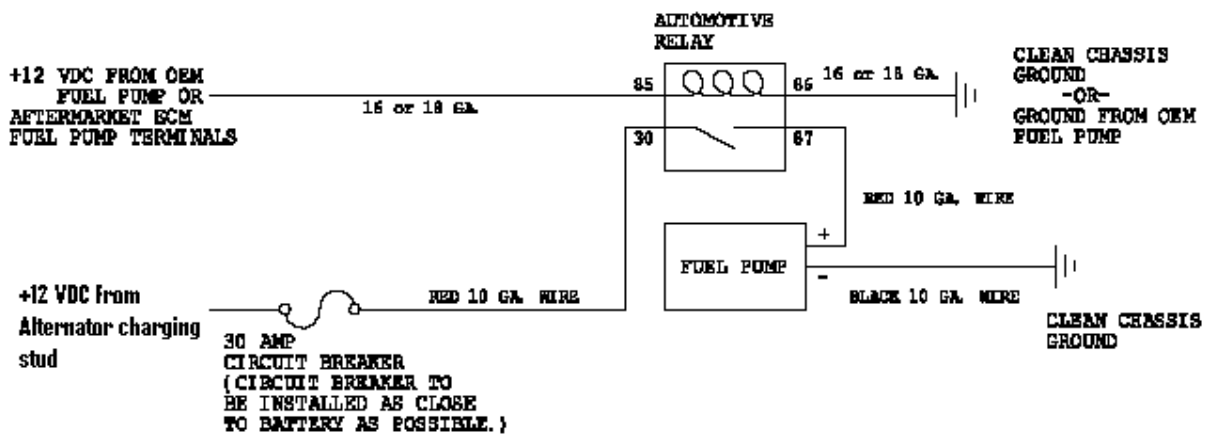 AUTOMOTIVE
RELAY
+12 VDC FROM OEM
FUEL PUMP OR
AFTERMARKET ECM
FUEL PUMP TERMINALS
16 or 18 GA.
85
86
16 or 18 GA.
CLEAN CHASSIS
GROUND
-OR-
GROUND FROM OEM
FUEL PUMP
30
87
RED 10 GA. WIRE
FUEL PUMP
+
-
BLACK 10 GA. WIRE
CLEAN CHASSIS
GROUND
+12 VDC From
Alternator charging
stud
RED 10 GA. WIRE
30 AMP
CIRCUIT BREAKER
(CIRCUIT BREAKER TO
BE INSTALLED AS CLOSE
TO BATTERY AS POSSIBLE.)